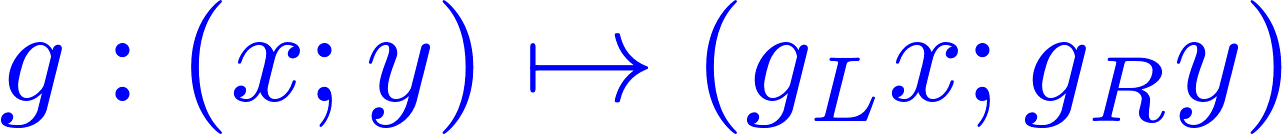 g : (x; y) ↦ (g_L x; g_R y)